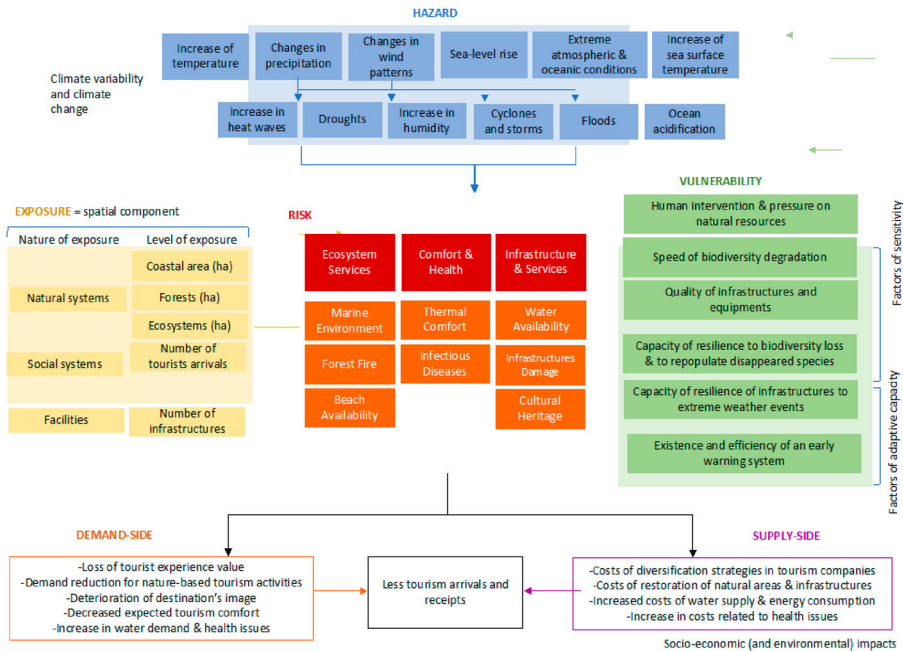 HAZARD
Increase of
temperature
Changes in
precipitation
Changes in
wind
patterns
Sea-level rise
Extreme
atmospheric &
oceanic conditions
Increase of
sea surface
temperature
Climate variability
and climate
change
Increase in
heat waves
Droughts
Increase in
humidity
Cyclones
and storms
Floods
Ocean
acidification
EXPOSURE = spatial component
Nature of exposure
Level of exposure
Natural systems
Coastal area (ha)
Forests (ha)
Ecosystems (ha)
Social systems
Number of
tourists arrivals
Facilities
Number of
infrastructures
RISK
Ecosystem
Services
Comfort &
Health
Infrastructure
& Services
Marine
Environment
Thermal
Comfort
Water
Availability
Forest Fire
Infectious
Diseases
Infrastructures
Damage
Beach
Availability
Cultural
Heritage
VULNERABILITY
Human intervention & pressure on
natural resources
Speed of biodiversity degradation
Quality of infrastructures and
equipments
Capacity of resilience to biodiversity loss
& to repopulate disappeared species
Capacity of resilience of infrastructures to
extreme weather events
Existence and efficiency of an early
warning system
Factors of sensitivity
Factors of adaptive capacity
DEMAND-SIDE
-Loss of tourist experience value
-Demand reduction for nature-based tourism activities
-Deterioration of destination's image
-Decreased expected tourism comfort
-Increase in water demand & health issues
Less tourism arrivals and
receipts
SUPPLY-SIDE
-Costs of diversification strategies in tourism companies
-Costs of restoration of natural areas & infrastructures
-Increased costs of water supply & energy consumption
-Increase in costs related to health issues
Socio-economic (and environmental) impacts